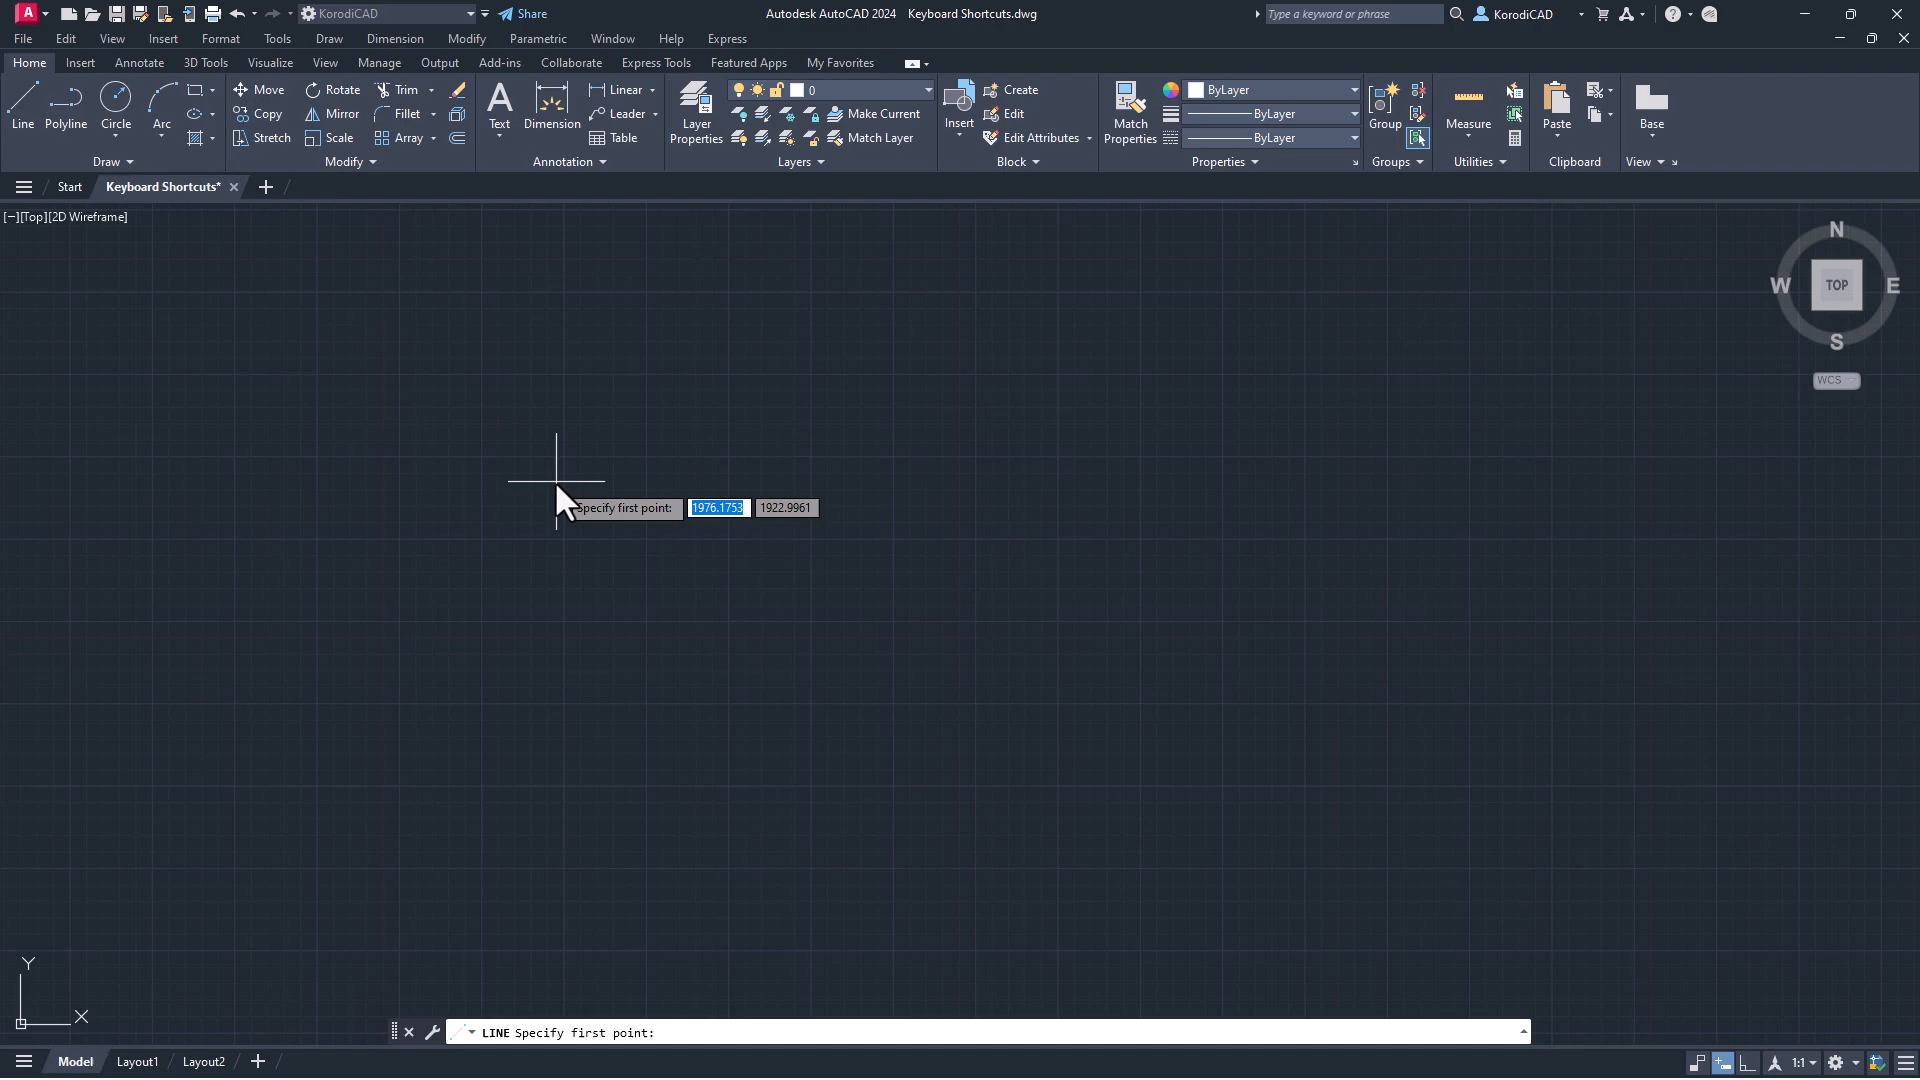 A KorodiCAD Share Autodesk AutoCAD 2024 Keyboard Shortcuts.dwg Type a keyword or phrase KorodiCAD
File Edit View Insert Format Tools Draw Dimension Modify Parametric Window Help Express
Home Insert Annotate 3D Tools Visualize View Manage Output Add-ins Collaborate Express Tools Featured Apps My Favorites
Move Rotate Trim Linear 0 Create ByLayer
Line Polyline Circle Arc Copy Mirror Fillet Text Dimension Leader Layer Properties Make Current Insert Edit Match Properties ByLayer Group Measure Paste Base
Stretch Scale Array Table Match Layer Edit Attributes ByLayer
Draw Modify Annotation Layers Block Properties Groups Utilities Clipboard View
Start Keyboard Shortcuts*
[−][Top][2D Wireframe]
N
W TOP E
S
WCS
Specify first point: 1976.1753 1922.9961
Y
X
LINE Specify first point:
Model Layout1 Layout2 1:1